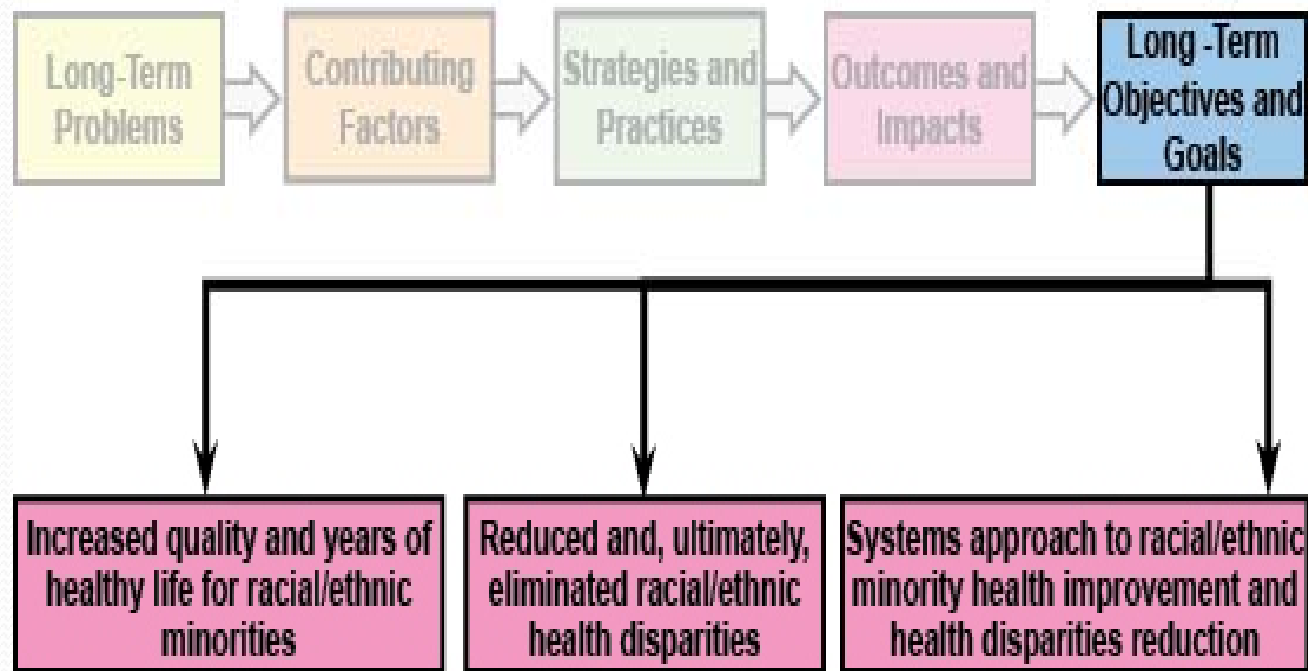 Long-Term
Problems
Contributing
Factors
Strategies and
Practices
Outcomes and
Impacts
Long -Term
Objectives and
Goals
Increased quality and years of
healthy life for racial/ethnic
minorities
Reduced and, ultimately,
eliminated racial/ethnic
health disparities
Systems approach to racial/ethnic
minority health improvement and
health disparities reduction